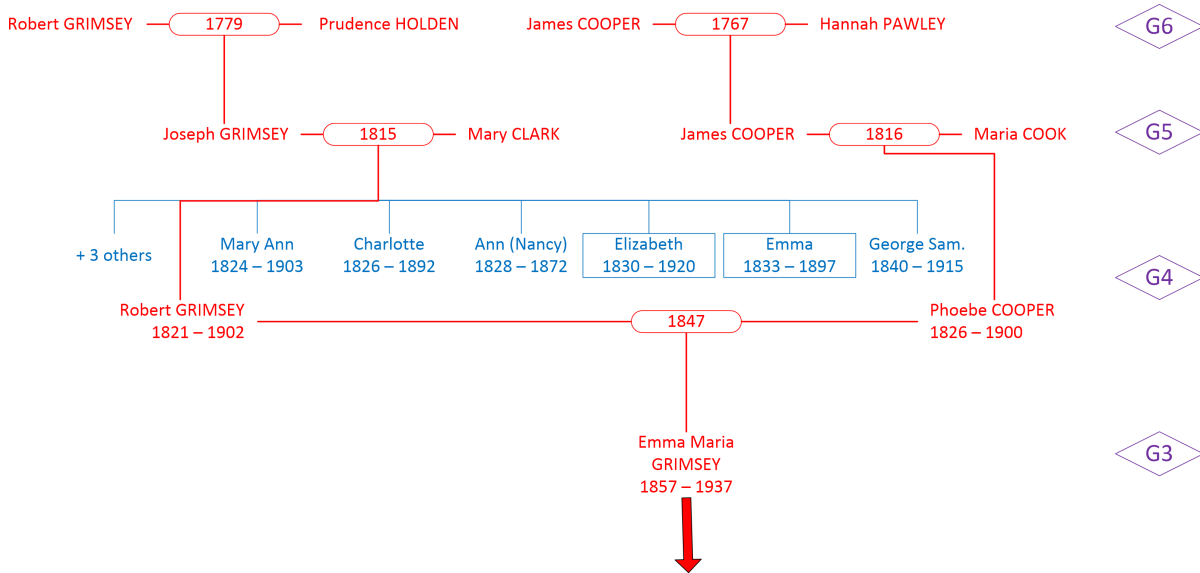 Robert GRIMSEY 1779 Prudence HOLDEN James COOPER 1767 Hannah PAWLEY G6
Joseph GRIMSEY 1815 Mary CLARK James COOPER 1816 Maria COOK G5
+ 3 others
Mary Ann
1824 – 1903
Charlotte
1826 – 1892
Ann (Nancy)
1828 – 1872
Elizabeth
1830 – 1920
Emma
1833 – 1897
George Sam.
1840 – 1915
G4
Robert GRIMSEY
1821 – 1902
1847
Phoebe COOPER
1826 – 1900
Emma Maria
GRIMSEY
1857 – 1937
G3